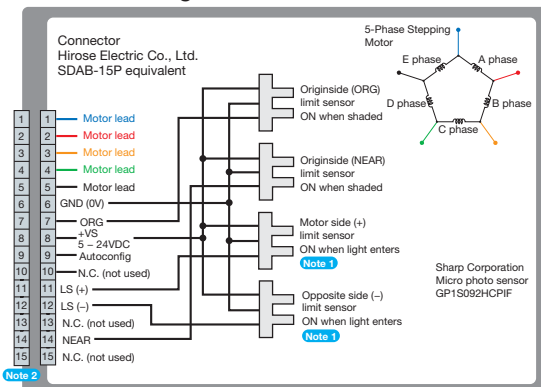 Connector
Hirose Electric Co., Ltd.
SDAB-15P equivalent
5-Phase Stepping
Motor
E phase
A phase
D phase
B phase
C phase
1 1 Motor lead
2 2 Motor lead
3 3 Motor lead
4 4 Motor lead
5 5 Motor lead
6 6 GND (0V)
7 7 ORG
8 8 +VS
5 – 24VDC
9 9 Autoconfig
10 10 N.C. (not used)
11 11 LS (+)
12 12 LS (–)
13 13 N.C. (not used)
14 14 NEAR
15 15 N.C. (not used)
Note 2
Originside (ORG)
limit sensor
ON when shaded
Originside (NEAR)
limit sensor
ON when shaded
Motor side (+)
limit sensor
ON when light enters
Note 1
Opposite side (–)
limit sensor
ON when light enters
Note 1
Sharp Corporation
Micro photo sensor
GP1S092HCPIF